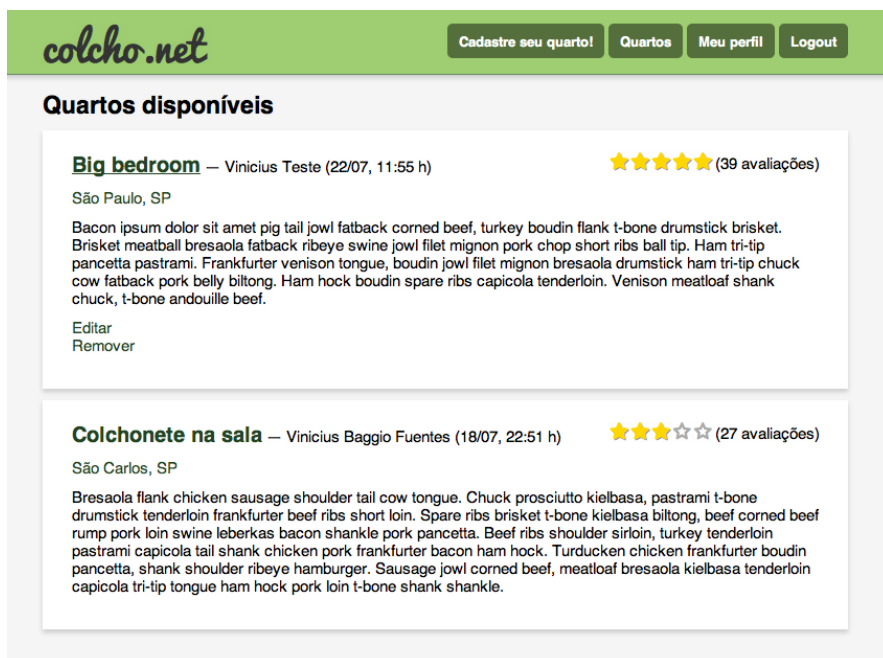 colcho.net
Cadastre seu quarto! Quartos Meu perfil Logout
Quartos disponíveis
Big bedroom — Vinicius Teste (22/07, 11:55 h) (39 avaliações)
São Paulo, SP
Bacon ipsum dolor sit amet pig tail jowl fatback corned beef, turkey boudin flank t-bone drumstick brisket.
Brisket meatball bresaola fatback ribeye swine jowl filet mignon pork chop short ribs ball tip. Ham tri-tip
pancetta pastrami. Frankfurter venison tongue, boudin jowl filet mignon bresaola drumstick ham tri-tip chuck
cow fatback pork belly biltong. Ham hock boudin spare ribs capicola tenderloin. Venison meatloaf shank
chuck, t-bone andouille beef.
Editar
Remover
Colchonete na sala — Vinicius Baggio Fuentes (18/07, 22:51 h) (27 avaliações)
São Carlos, SP
Bresaola flank chicken sausage shoulder tail cow tongue. Chuck prosciutto kielbasa, pastrami t-bone
drumstick tenderloin frankfurter beef ribs short loin. Spare ribs brisket t-bone kielbasa biltong, beef corned beef
rump pork loin swine leberkas bacon shankle pork pancetta. Beef ribs shoulder sirloin, turkey tenderloin
pastrami capicola tail shank chicken pork frankfurter bacon ham hock. Turducken chicken frankfurter boudin
pancetta, shank shoulder ribeye hamburger. Sausage jowl corned beef, meatloaf bresaola kielbasa tenderloin
capicola tri-tip tongue ham hock pork loin t-bone shank shankle.